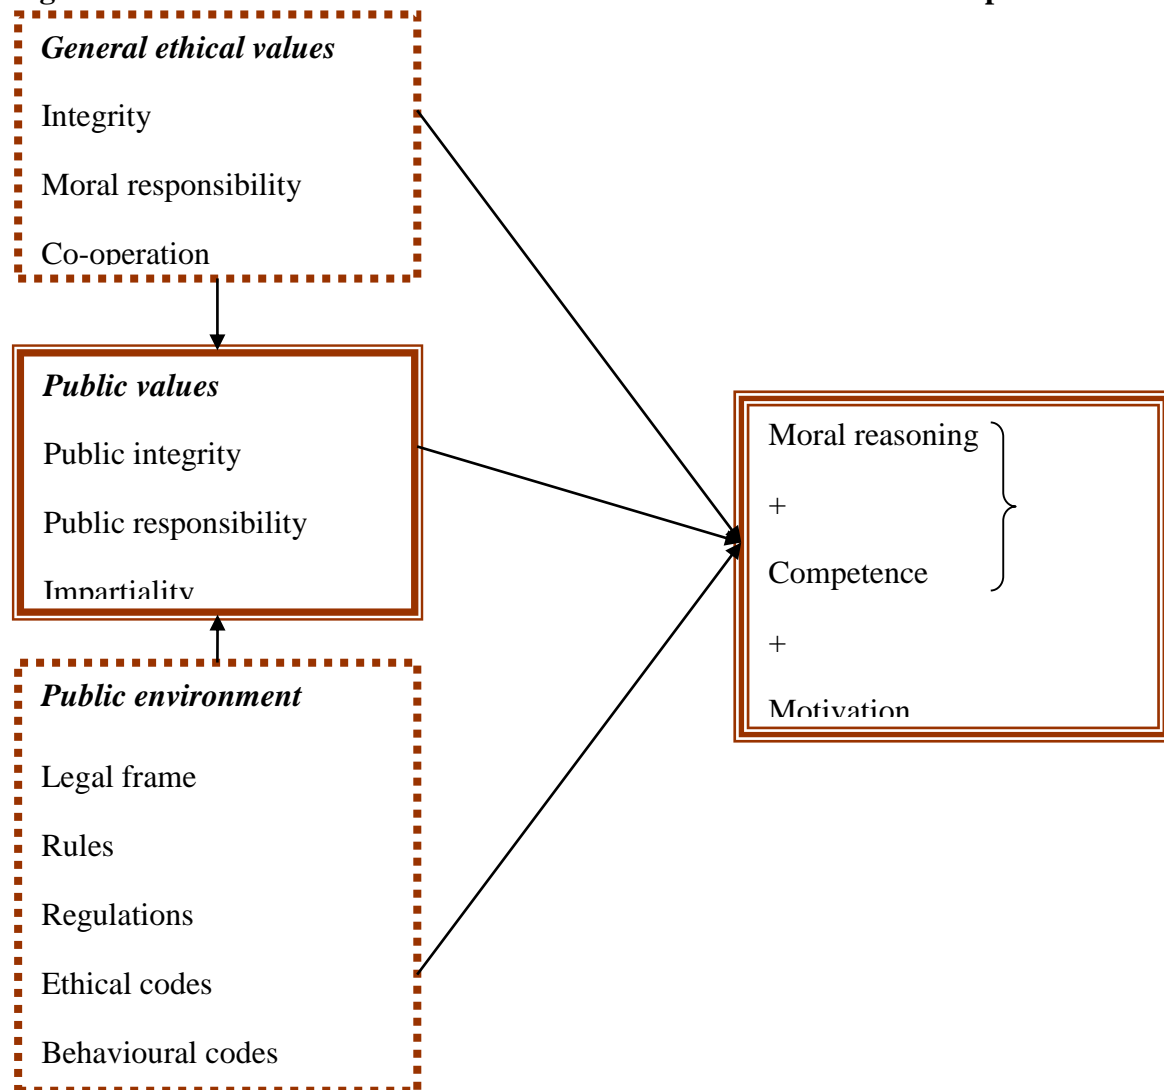 General ethical values
Integrity
Moral responsibility
Co-operation
Public values
Public integrity
Public responsibility
Impartiality
Public environment
Legal frame
Rules
Regulations
Ethical codes
Behavioural codes
Moral reasoning
+
Competence
+
Motivation